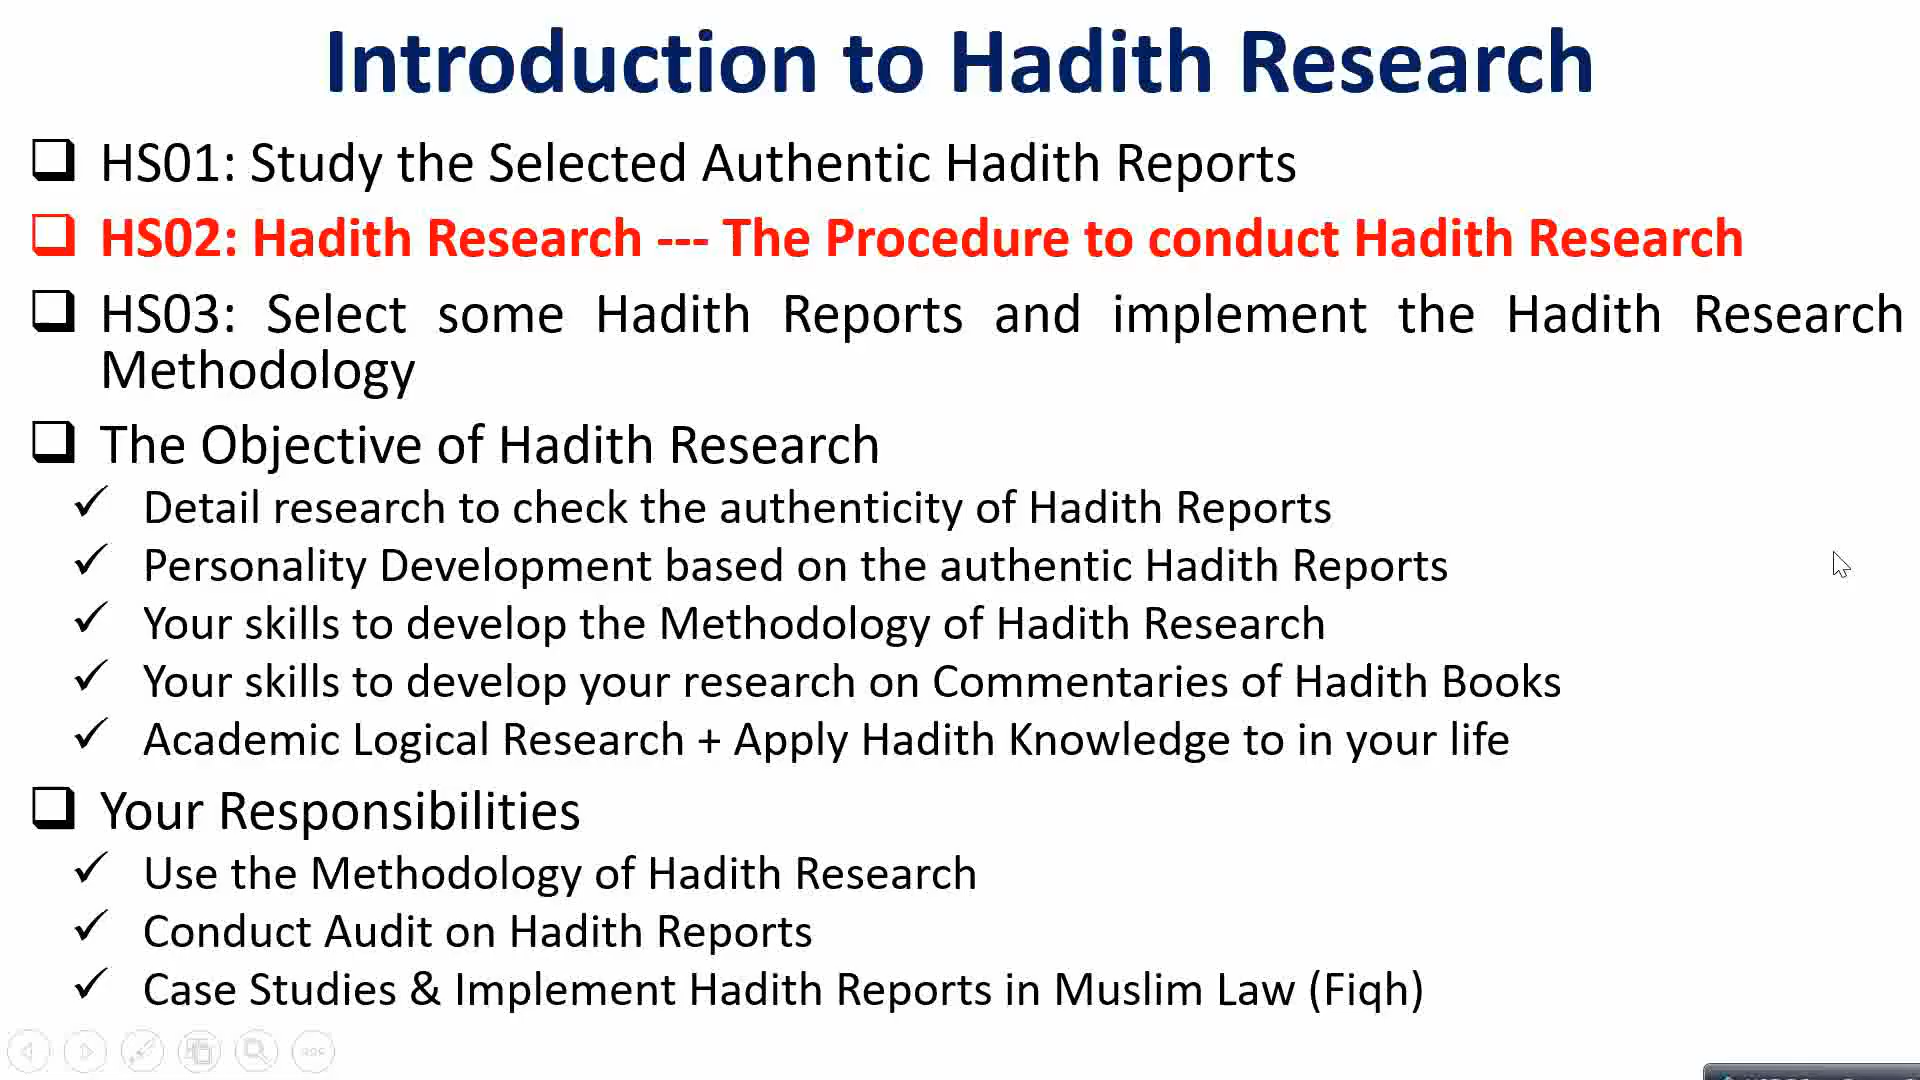 Introduction to Hadith Research
HS01: Study the Selected Authentic Hadith Reports
HS02: Hadith Research --- The Procedure to conduct Hadith Research
HS03: Select some Hadith Reports and implement the Hadith Research
Methodology
The Objective of Hadith Research
Detail research to check the authenticity of Hadith Reports
Personality Development based on the authentic Hadith Reports
Your skills to develop the Methodology of Hadith Research
Your skills to develop your research on Commentaries of Hadith Books
Academic Logical Research + Apply Hadith Knowledge to in your life
Your Responsibilities
Use the Methodology of Hadith Research
Conduct Audit on Hadith Reports
Case Studies & Implement Hadith Reports in Muslim Law (Fiqh)